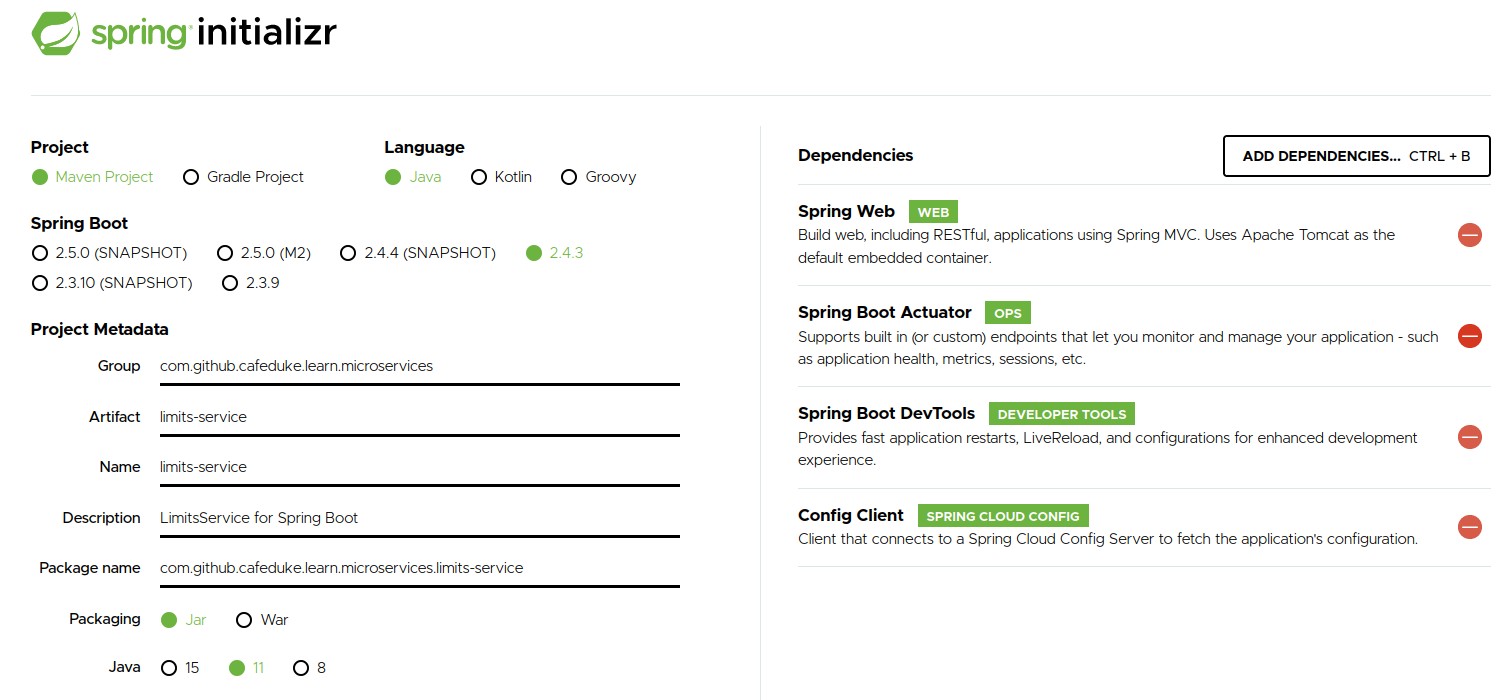 spring initializr
Project
Maven Project Gradle Project
Language
Java Kotlin Groovy
Spring Boot
2.5.0 (SNAPSHOT) 2.5.0 (M2) 2.4.4 (SNAPSHOT) 2.4.3
2.3.10 (SNAPSHOT) 2.3.9
Project Metadata
Group com.github.cafeduke.learn.microservices
Artifact limits-service
Name limits-service
Description LimitsService for Spring Boot
Package name com.github.cafeduke.learn.microservices.limits-service
Packaging Jar War
Java 15 11 8
Dependencies ADD DEPENDENCIES... CTRL + B
Spring Web WEB
Build web, including RESTful, applications using Spring MVC. Uses Apache Tomcat as the
default embedded container.
Spring Boot Actuator OPS
Supports built in (or custom) endpoints that let you monitor and manage your application - such
as application health, metrics, sessions, etc.
Spring Boot DevTools DEVELOPER TOOLS
Provides fast application restarts, LiveReload, and configurations for enhanced development
experience.
Config Client SPRING CLOUD CONFIG
Client that connects to a Spring Cloud Config Server to fetch the application's configuration.